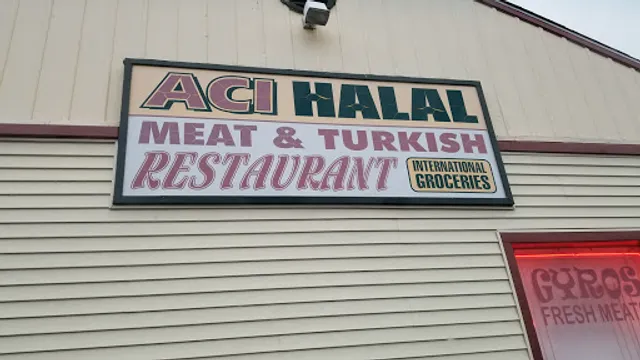 ACI HALAL
MEAT & TURKISH
RESTAURANT
INTERNATIONAL
GROCERIES
GYROS
FRESH MEAT